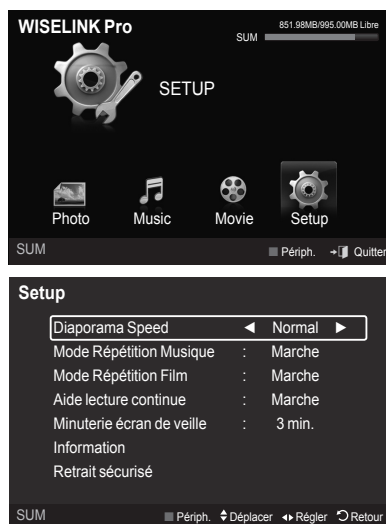 WISELINK Pro
851.98MB/995.00MB Libre
SUM
SETUP
Photo Music Movie Setup
SUM Périph. Quitter
Setup
Diaporama Speed ◄ Normal ►
Mode Répétition Musique : Marche
Mode Répétition Film : Marche
Aide lecture continue : Marche
Minuterie écran de veille : 3 min.
Information
Retrait sécurisé
SUM Périph. Déplacer Régler Retour